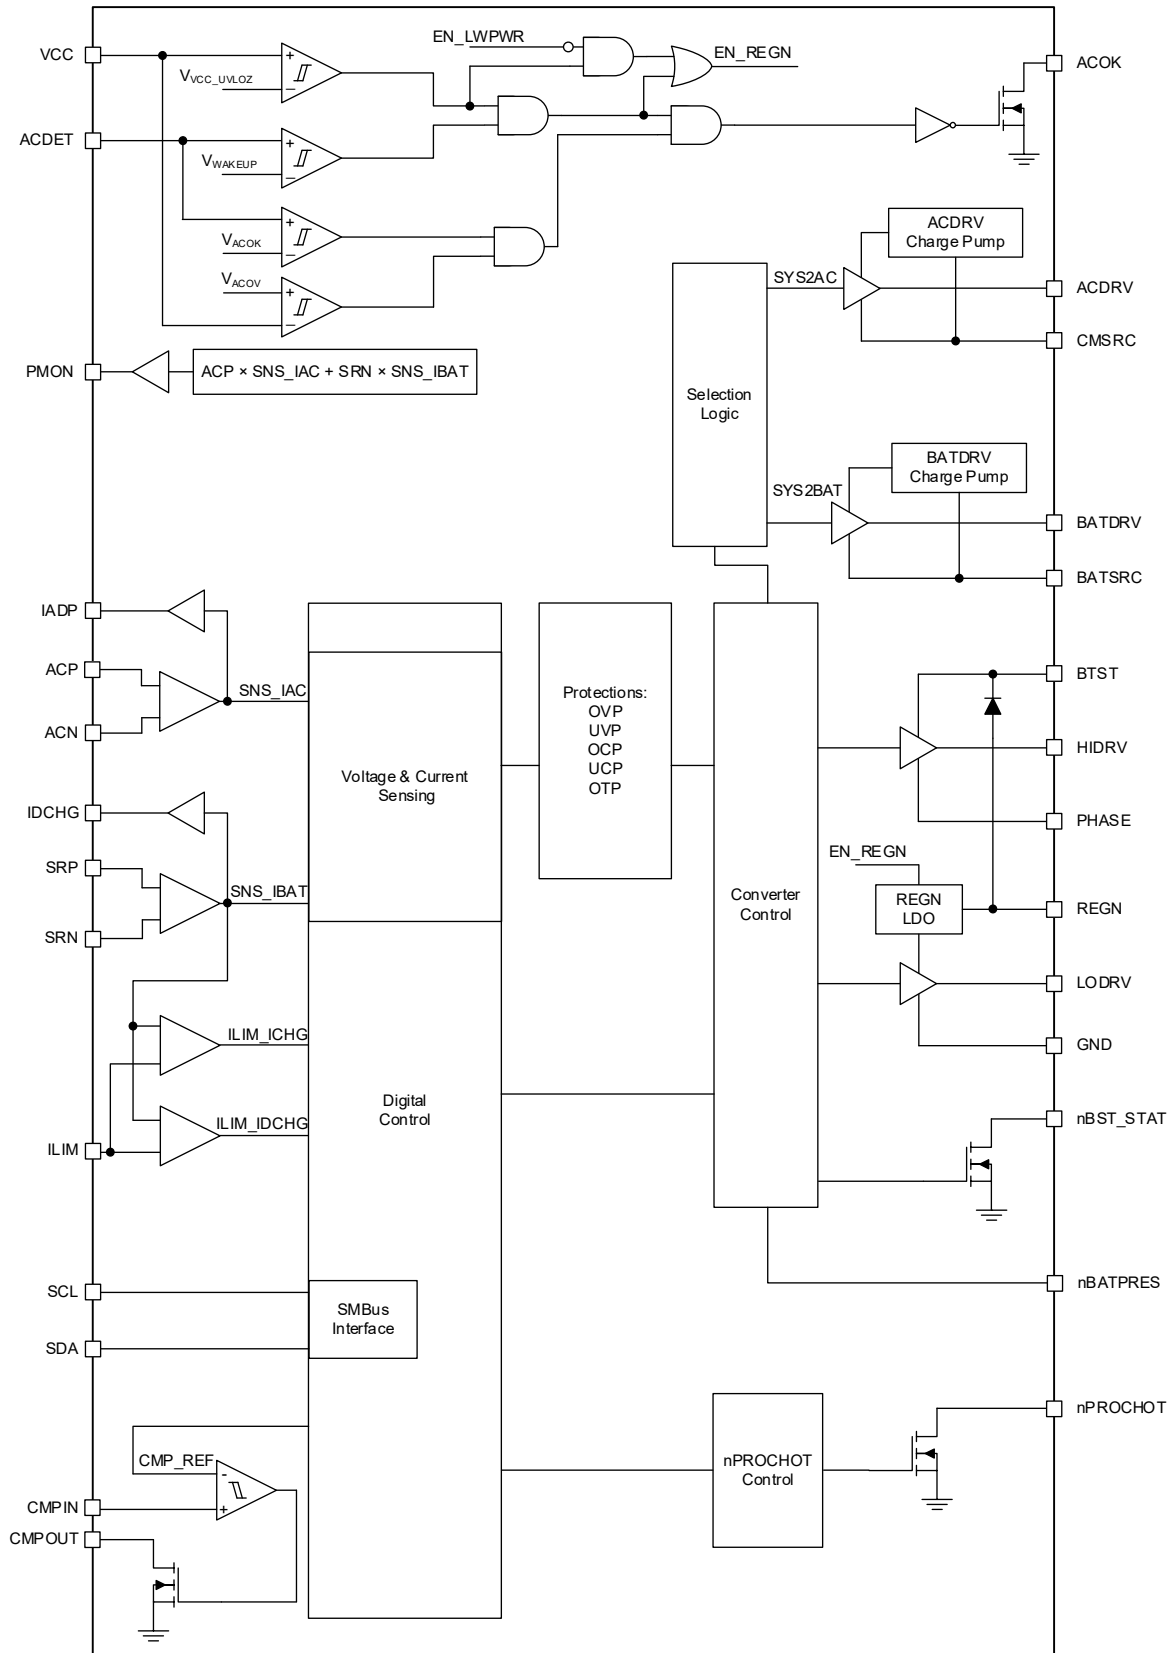 EN_LWPWR
EN_REGN
VCC
ACOK
VVCC_UVLOZ
ACDET
VWAKEUP
VACOK
VACOV
ACDRV
Charge Pump
SYS2AC
ACDRV
CMSRC
PMON
ACP × SNS_IAC + SRN × SNS_IBAT
Selection
Logic
BATDRV
Charge Pump
SYS2BAT
BATDRV
BATSRC
IADP
ACP
SNS_IAC
ACN
Protections:
OVP
UVP
OCP
UCP
OTP
BTST
HIDRV
Voltage & Current
Sensing
IDCHG
PHASE
SRP
SNS_IBAT
SRN
EN_REGN
Converter
Control
REGN
LDO
REGN
LODRV
ILIM_ICHG
GND
Digital
Control
ILIM_IDCHG
ILIM
nBST_STAT
SCL
SMBus
Interface
SDA
nBATPRES
nPROCHOT
CMP_REF
-
+
nPROCHOT
Control
CMPIN
CMPOUT
+
−
+
−
+
−
+
−